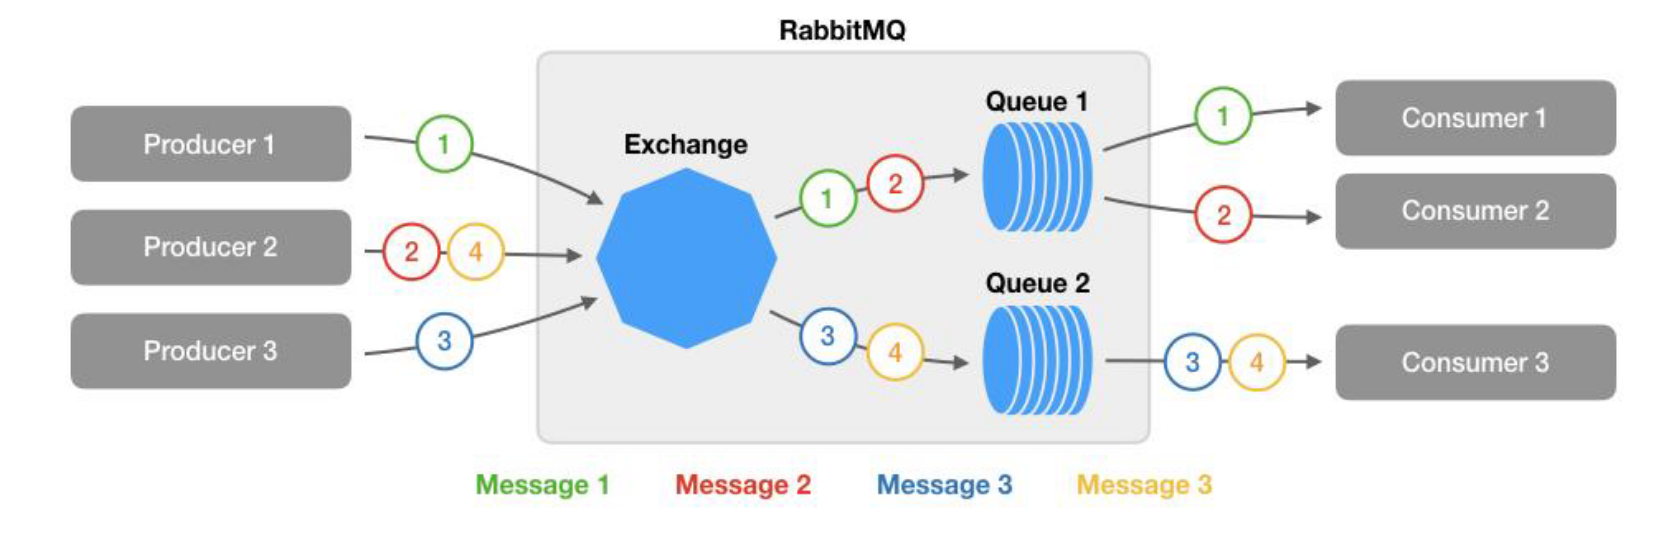 RabbitMQ
Producer 1
Producer 2
Producer 3
1
2 4
3
Exchange
1 2
3 4
Queue 1
Queue 2
1
2
3 4
Consumer 1
Consumer 2
Consumer 3
Message 1 Message 2 Message 3 Message 3